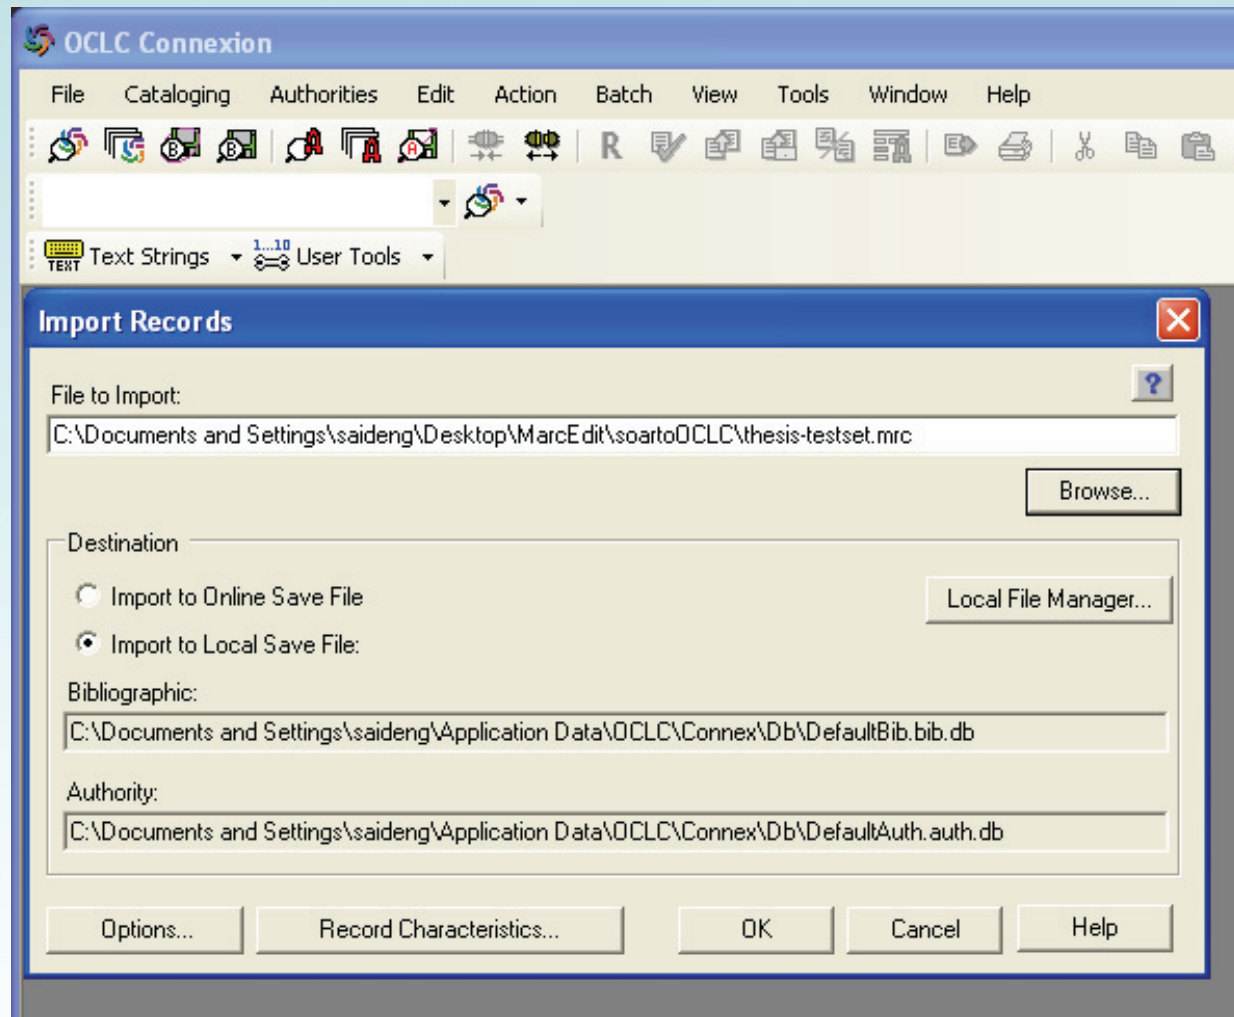 OCLC Connexion
File Cataloging Authorities Edit Action Batch View Tools Window Help
B B A R
TEXT Text Strings 1...10 User Tools
Import Records
?
File to Import:
C:\Documents and Settings\saideng\Desktop\MarcEdit\soartoOCLC\thesis-testset.mrc
Browse...
Destination
Import to Online Save File
Local File Manager...
Import to Local Save File:
Bibliographic:
C:\Documents and Settings\saideng\Application Data\OCLC\Connex\Db\DefaultBib.bib.db
Authority:
C:\Documents and Settings\saideng\Application Data\OCLC\Connex\Db\DefaultAuth.auth.db
Options... Record Characteristics... OK Cancel Help